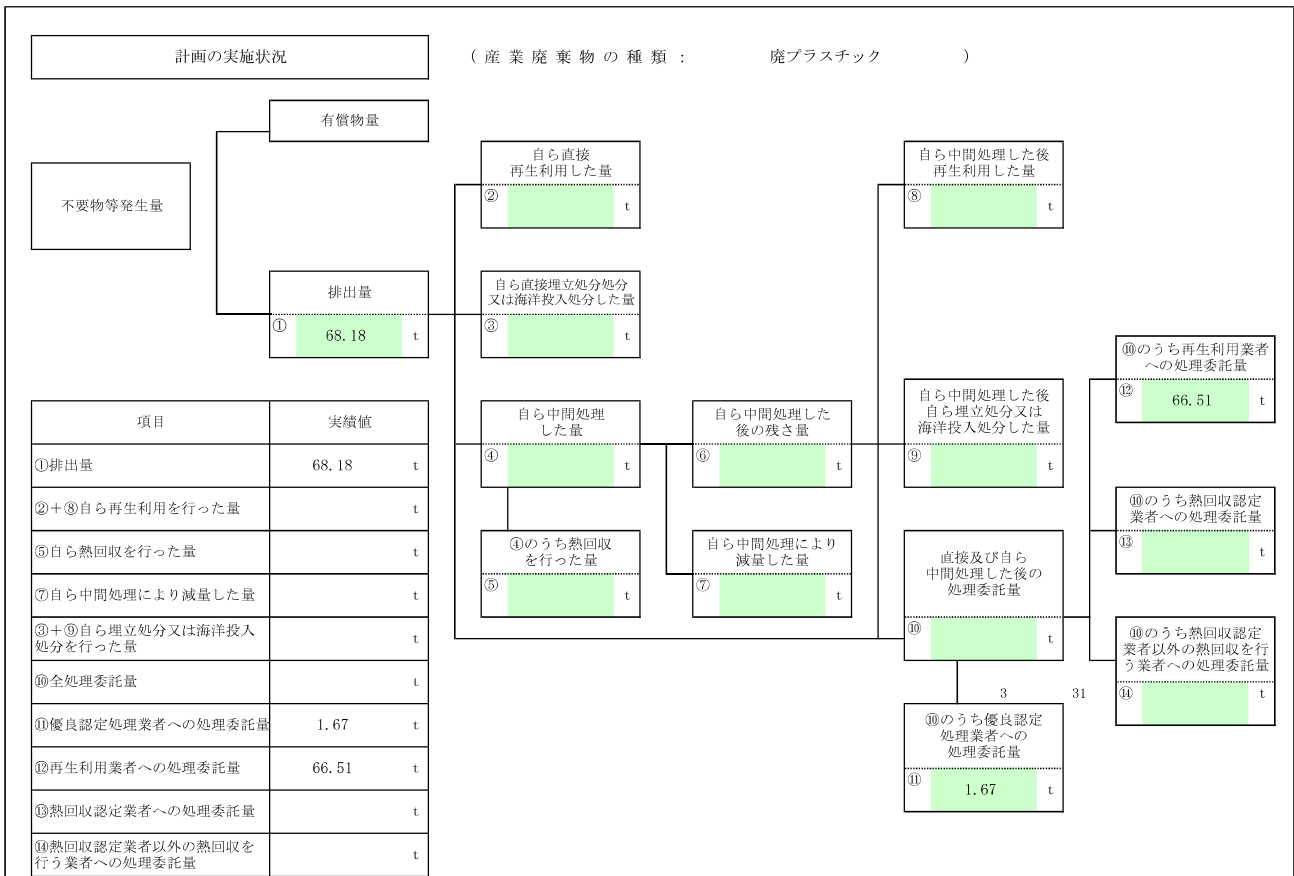 計画の実施状況
（産業廃棄物の種類： 廃プラスチック ）
有償物量
不要物等発生量
排出量
① 68.18 t
自ら直接
再生利用した量
② t
自ら直接埋立処分処分
又は海洋投入処分した量
③ t
自ら中間処理した後
再生利用した量
⑧ t
自ら中間処理
した量
④ t
自ら中間処理した
後の残さ量
⑥ t
自ら中間処理した後
自ら埋立処分又は
海洋投入処分した量
⑨ t
④のうち熱回収
を行った量
⑤ t
自ら中間処理により
減量した量
⑦ t
直接及び自ら
中間処理した後の
処理委託量
⑩ t
⑩のうち再生利用業者
への処理委託量
⑫ 66.51 t
⑩のうち熱回収認定
業者への処理委託量
⑬ t
⑩のうち熱回収認定
業者以外の熱回収を行
う業者への処理委託量
⑭ t
3 31
⑩のうち優良認定
処理業者への
処理委託量
⑪ 1.67 t
項目 実績値
①排出量 68.18 t
②＋⑧自ら再生利用を行った量 t
⑤自ら熱回収を行った量 t
⑦自ら中間処理により減量した量 t
③＋⑨自ら埋立処分又は海洋投入
処分を行った量 t
⑩全処理委託量 t
⑪優良認定処理業者への処理委託量 1.67 t
⑫再生利用業者への処理委託量 66.51 t
⑬熱回収認定業者への処理委託量 t
⑭熱回収認定業者以外の熱回収を
行う業者への処理委託量 t